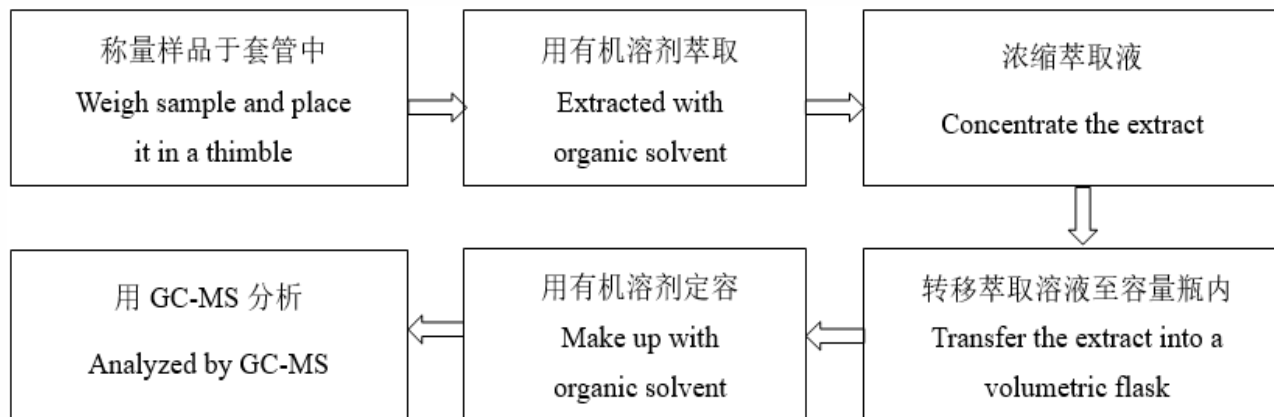 称量样品于套管中
Weigh sample and place
it in a thimble
用有机溶剂萃取
Extracted with
organic solvent
浓缩萃取液
Concentrate the extract
转移萃取溶液至容量瓶内
Transfer the extract into a
volumetric flask
用有机溶剂定容
Make up with
organic solvent
用 GC-MS 分析
Analyzed by GC-MS